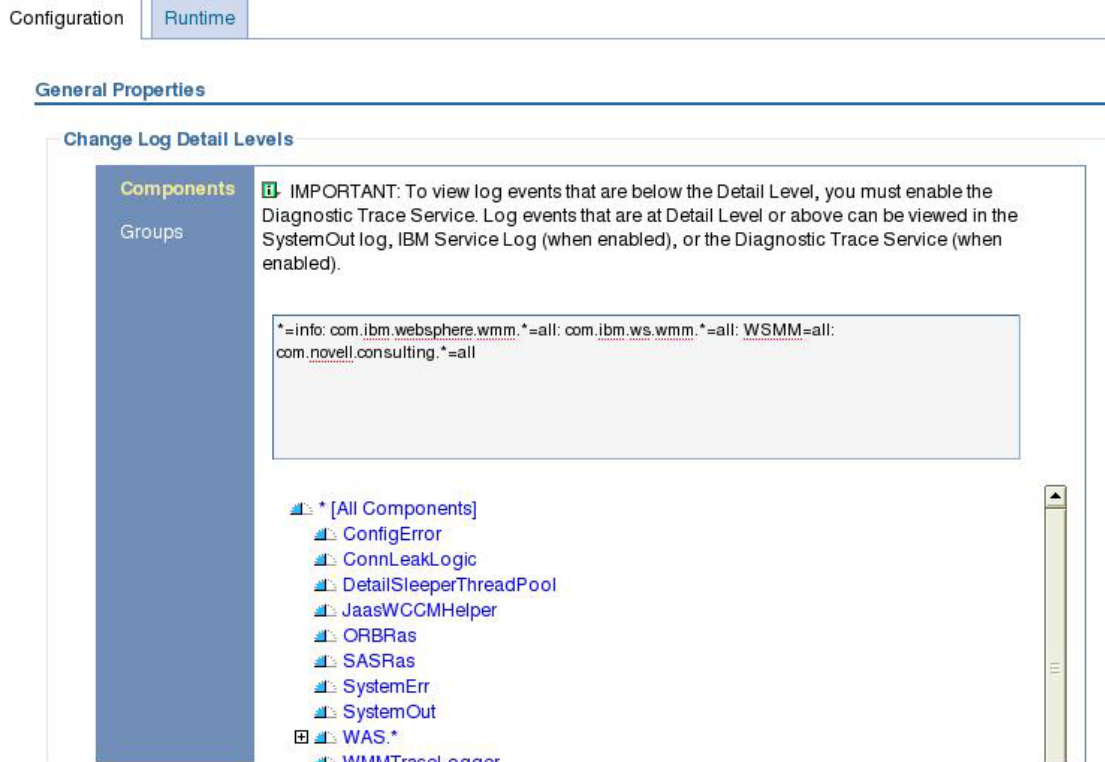 Configuration
Runtime
General Properties
Change Log Detail Levels
Components
Groups
IMPORTANT: To view log events that are below the Detail Level, you must enable the
Diagnostic Trace Service. Log events that are at Detail Level or above can be viewed in the
SystemOut log, IBM Service Log (when enabled), or the Diagnostic Trace Service (when
enabled).
*=info: com.ibm.websphere.wmm.*=all: com.ibm.ws.wmm.*=all: WSMM=all:
com.novell.consulting.*=all
* [All Components]
ConfigError
ConnLeakLogic
DetailSleeperThreadPool
JaasWCCMHelper
ORBRas
SASRas
SystemErr
SystemOut
WAS.*